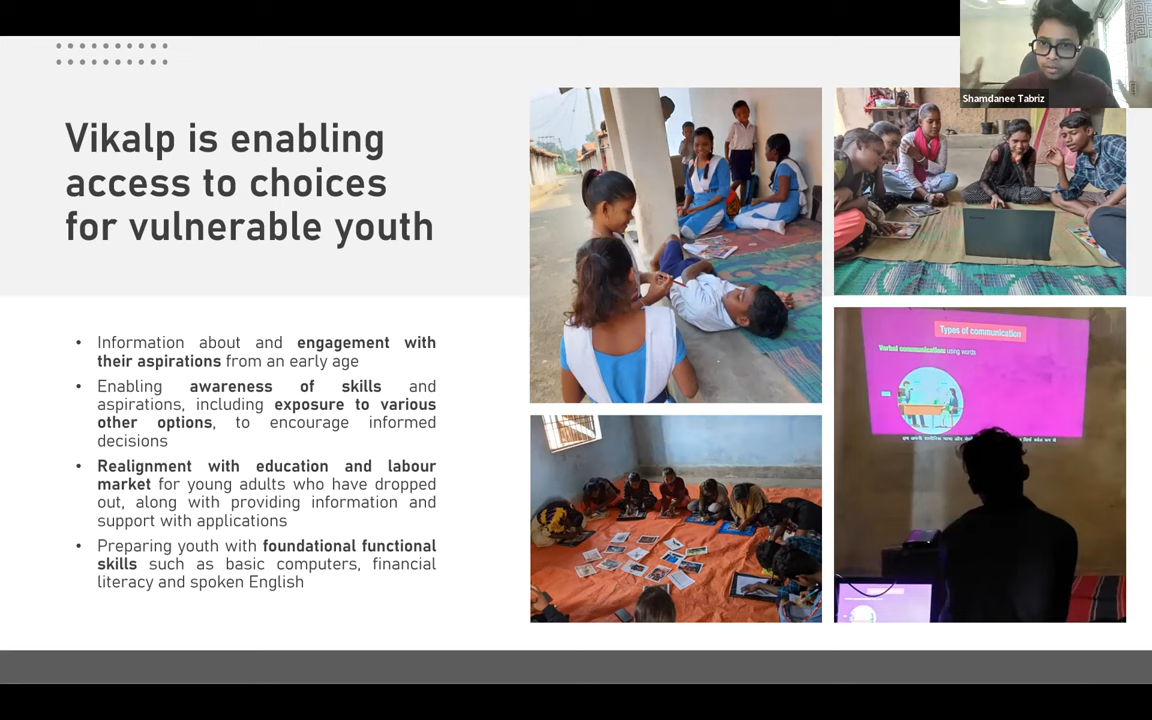 Shamdanee Tabriz
Vikalp is enabling
access to choices
for vulnerable youth
• Information about and engagement with
their aspirations from an early age
• Enabling awareness of skills and
aspirations, including exposure to various
other options, to encourage informed
decisions
• Realignment with education and labour
market for young adults who have dropped
out, along with providing information and
support with applications
• Preparing youth with foundational functional
skills such as basic computers, financial
literacy and spoken English
Types of communication
Verbal communication: using words